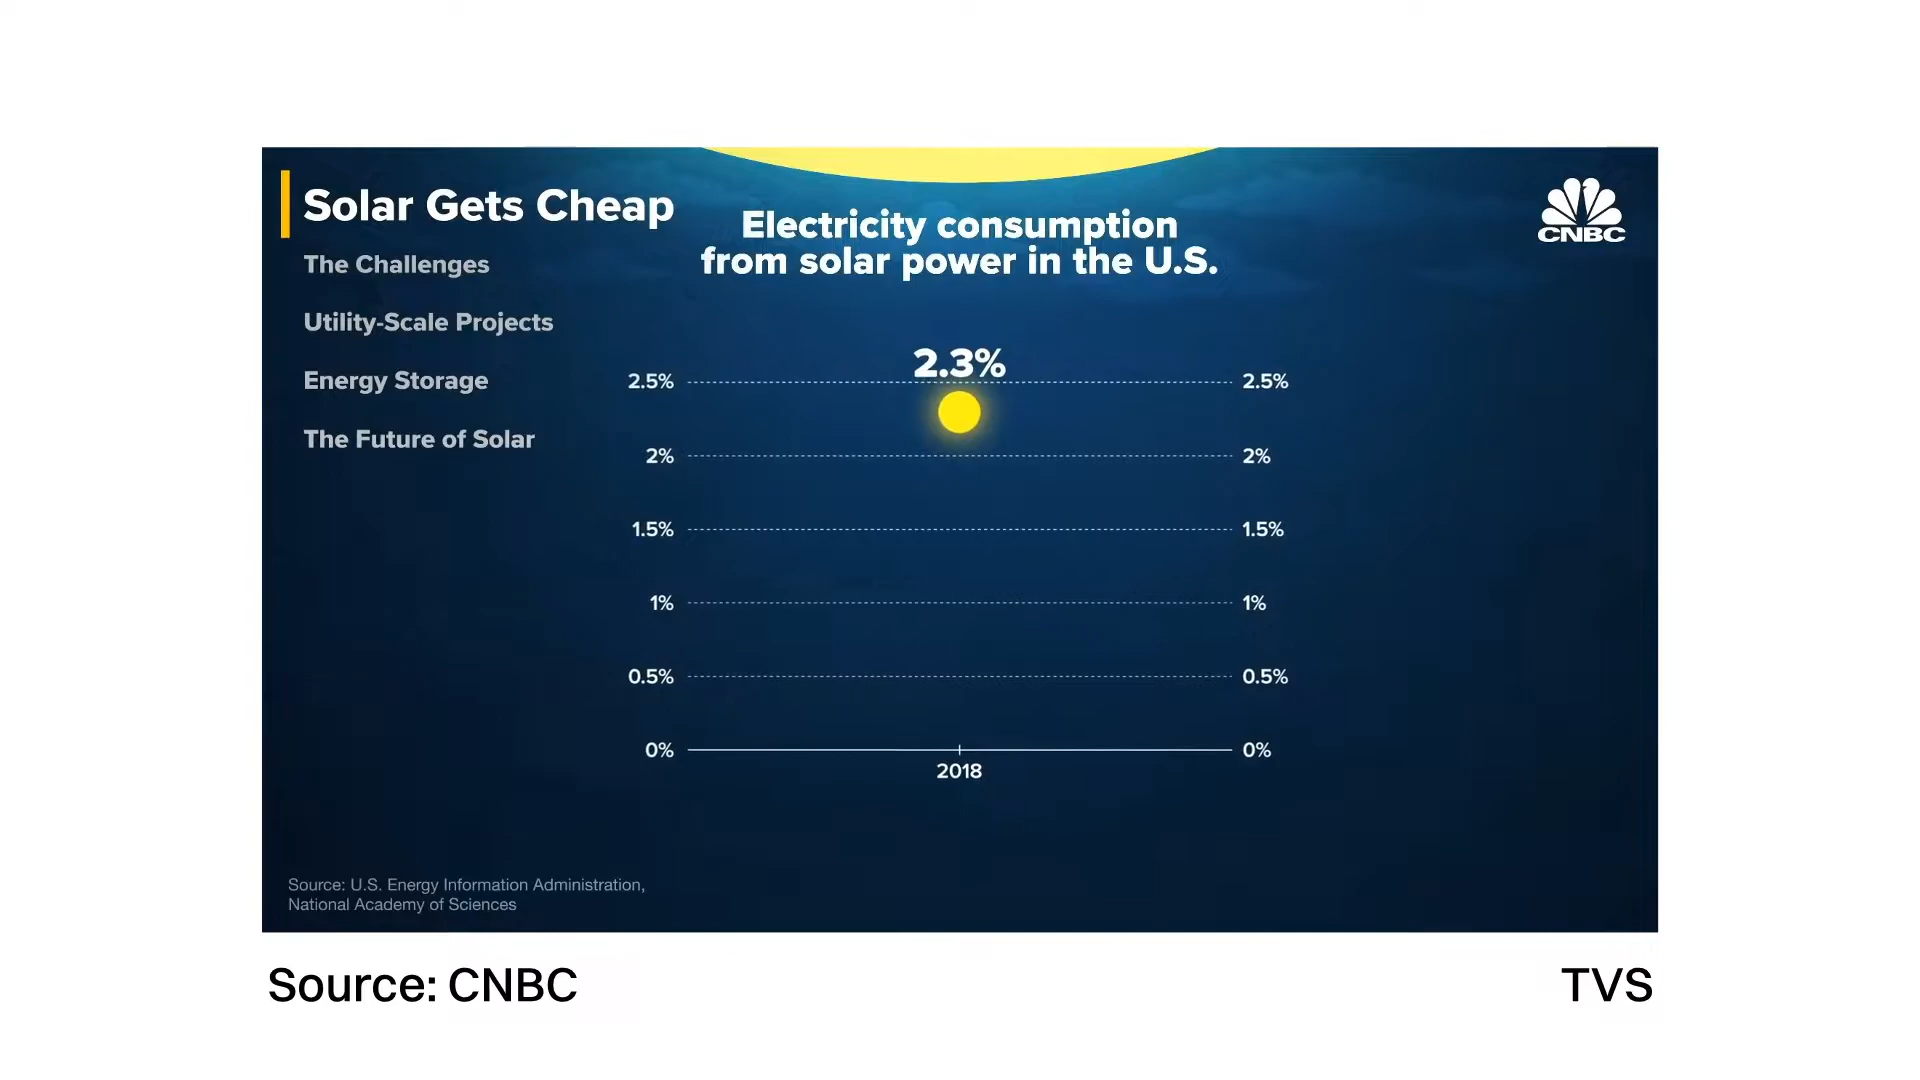 Solar Gets Cheap
The Challenges
Utility-Scale Projects
Energy Storage
The Future of Solar
Electricity consumption
from solar power in the U.S.
CNBC
2.3%
2.5% 2.5%
2% 2%
1.5% 1.5%
1% 1%
0.5% 0.5%
0% 0%
2018
Source: U.S. Energy Information Administration,
National Academy of Sciences
Source: CNBC
TVS